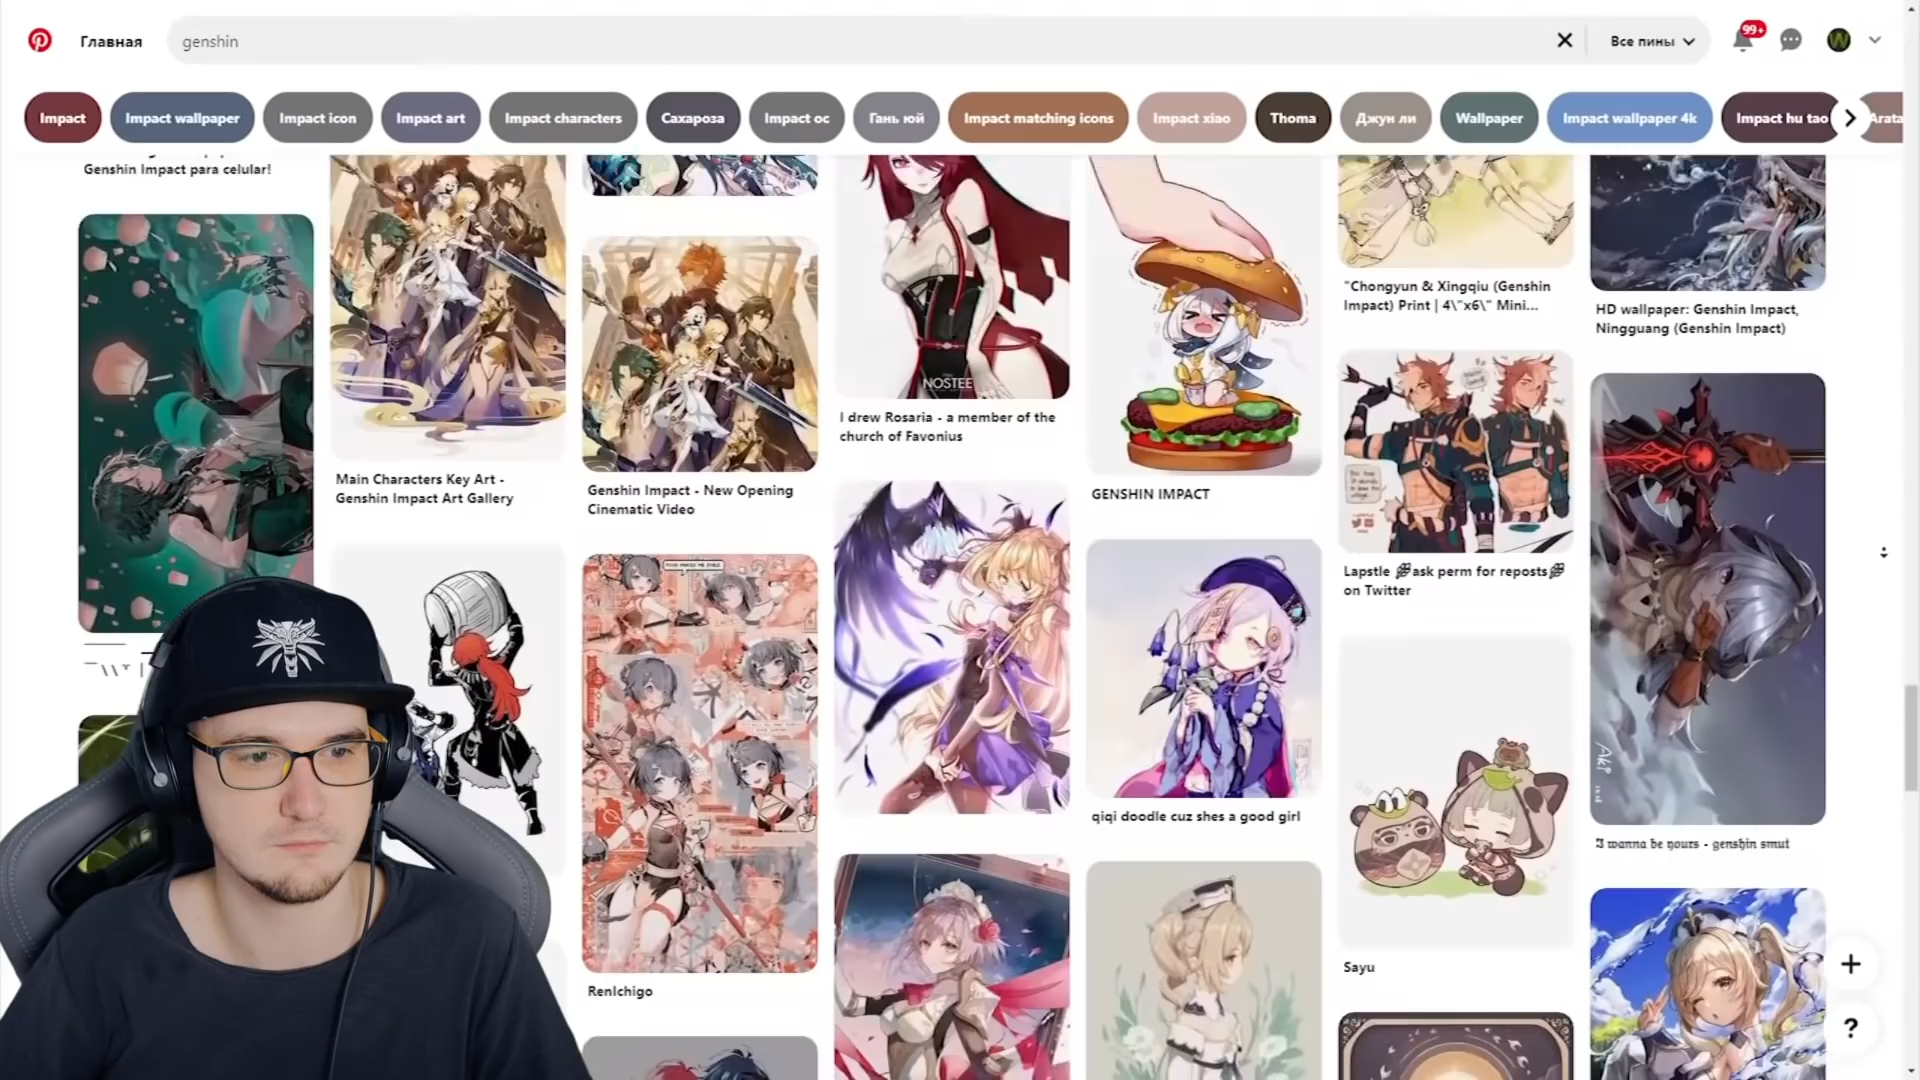 Главная
genshin
Все пины
99+
Impact
Impact wallpaper
Impact icon
Impact art
Impact characters
Сахароза
Impact oc
Гань юй
Impact matching icons
Impact xiao
Thoma
Джун ли
Wallpaper
Impact wallpaper 4k
Impact hu tao
Genshin Impact para celular!
Main Characters Key Art -
Genshin Impact Art Gallery
Genshin Impact - New Opening
Cinematic Video
NOSTEE
I drew Rosaria - a member of the
church of Favonius
GENSHIN IMPACT
qiqi doodle cuz shes a good girl
"Chongyun & Xingqiu (Genshin
Impact) Print | 4\"x6\" Mini...
Lapstle ask perm for reposts
on Twitter
Sayu
HD wallpaper: Genshin Impact,
Ningguang (Genshin Impact)
I wanna be yours - genshin smut
RenIchigo